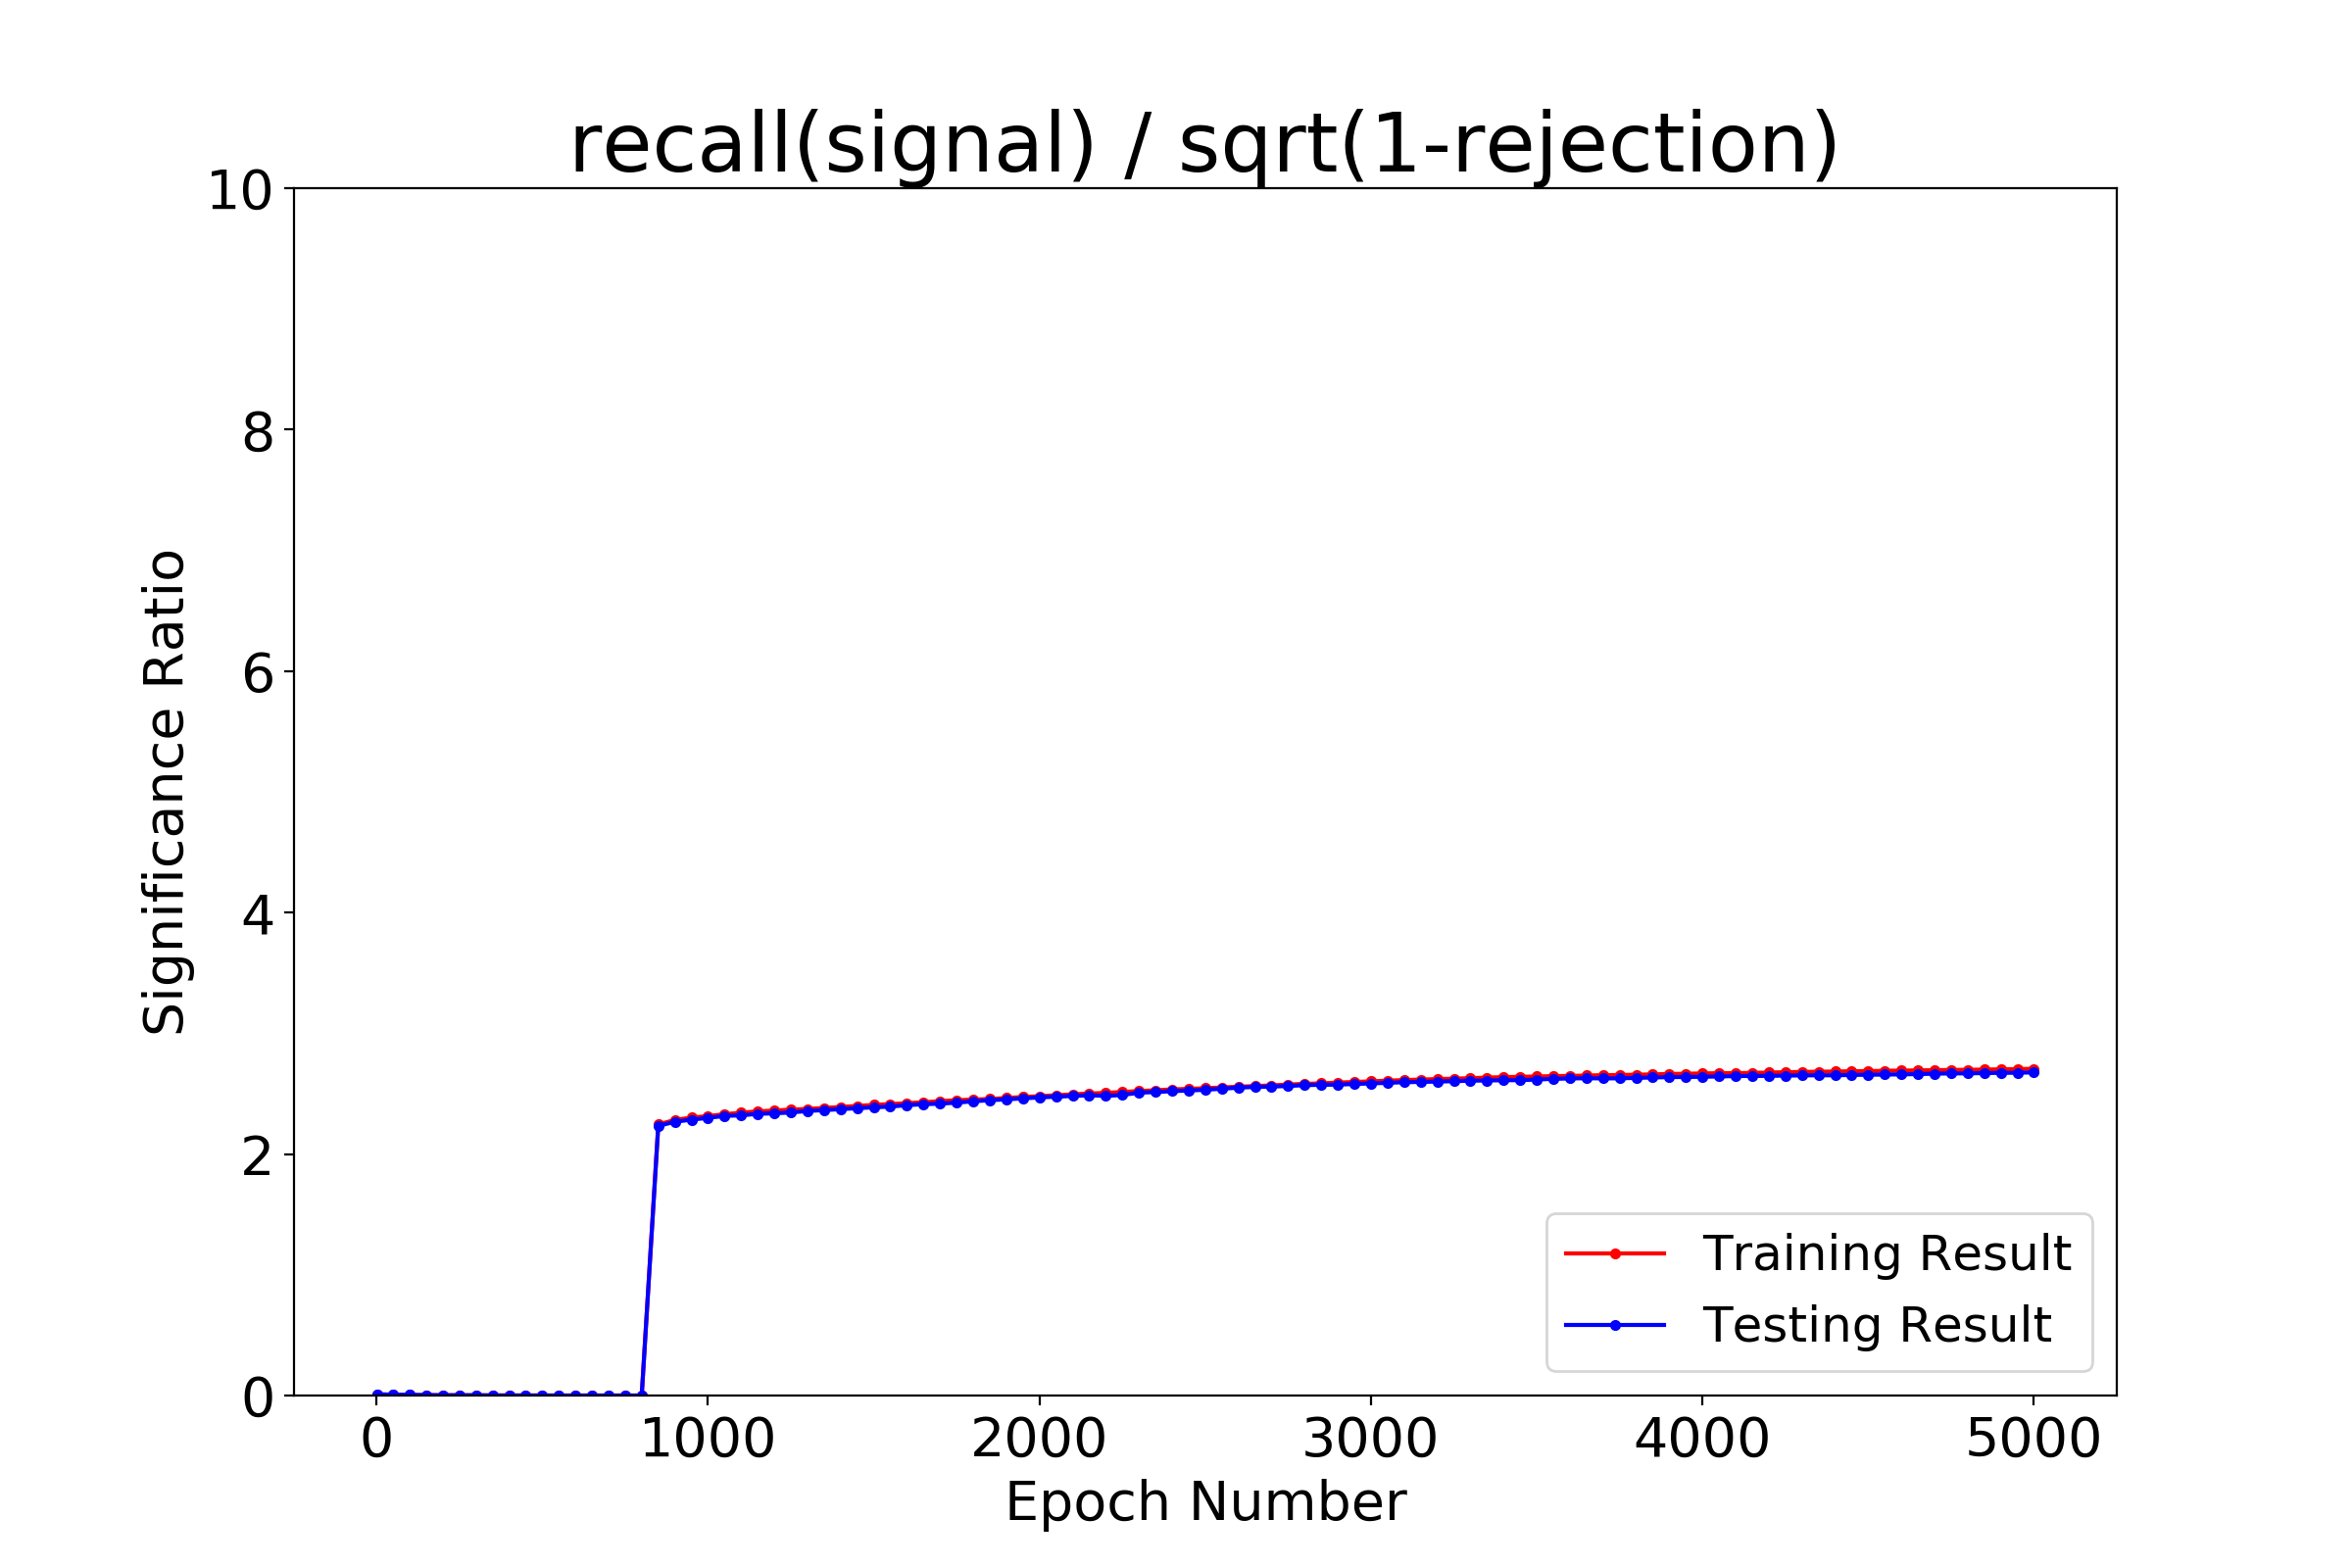 recall(signal) / sqrt(1-rejection)
10
8
6
4
2
0
Significance Ratio
0 1000 2000 3000 4000 5000
Epoch Number
Training Result
Testing Result